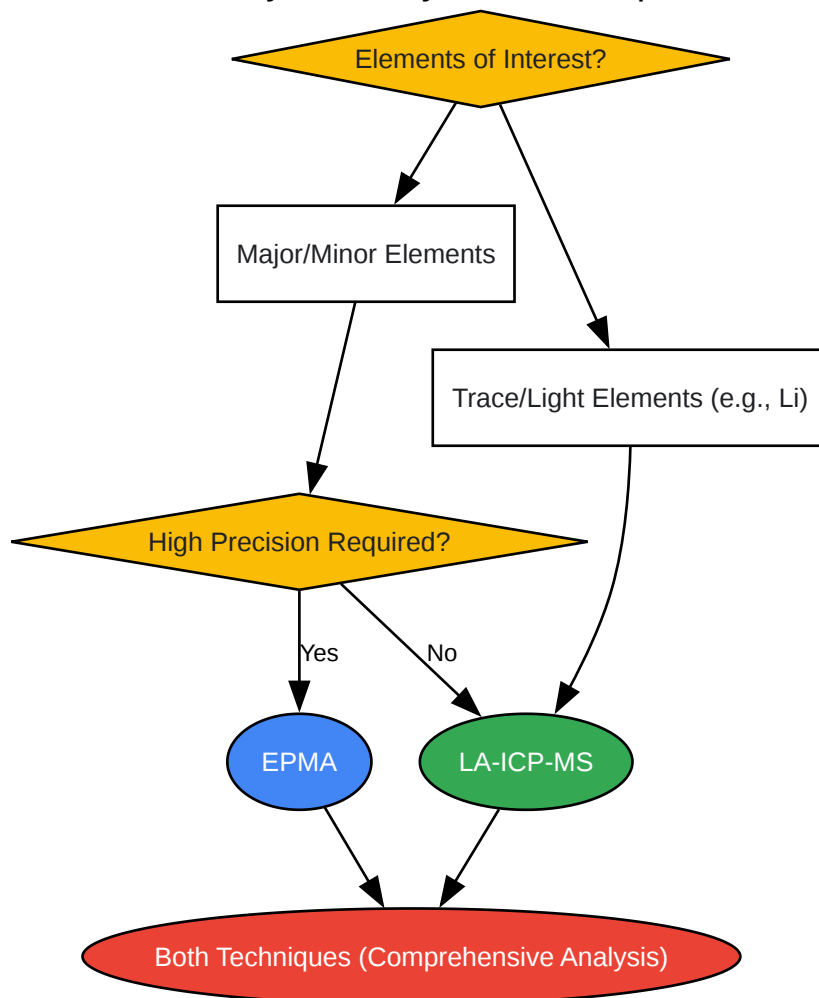 Elements of Interest?
Major/Minor Elements
Trace/Light Elements (e.g., Li)
High Precision Required?
Yes
No
EPMA
LA-ICP-MS
Both Techniques (Comprehensive Analysis)